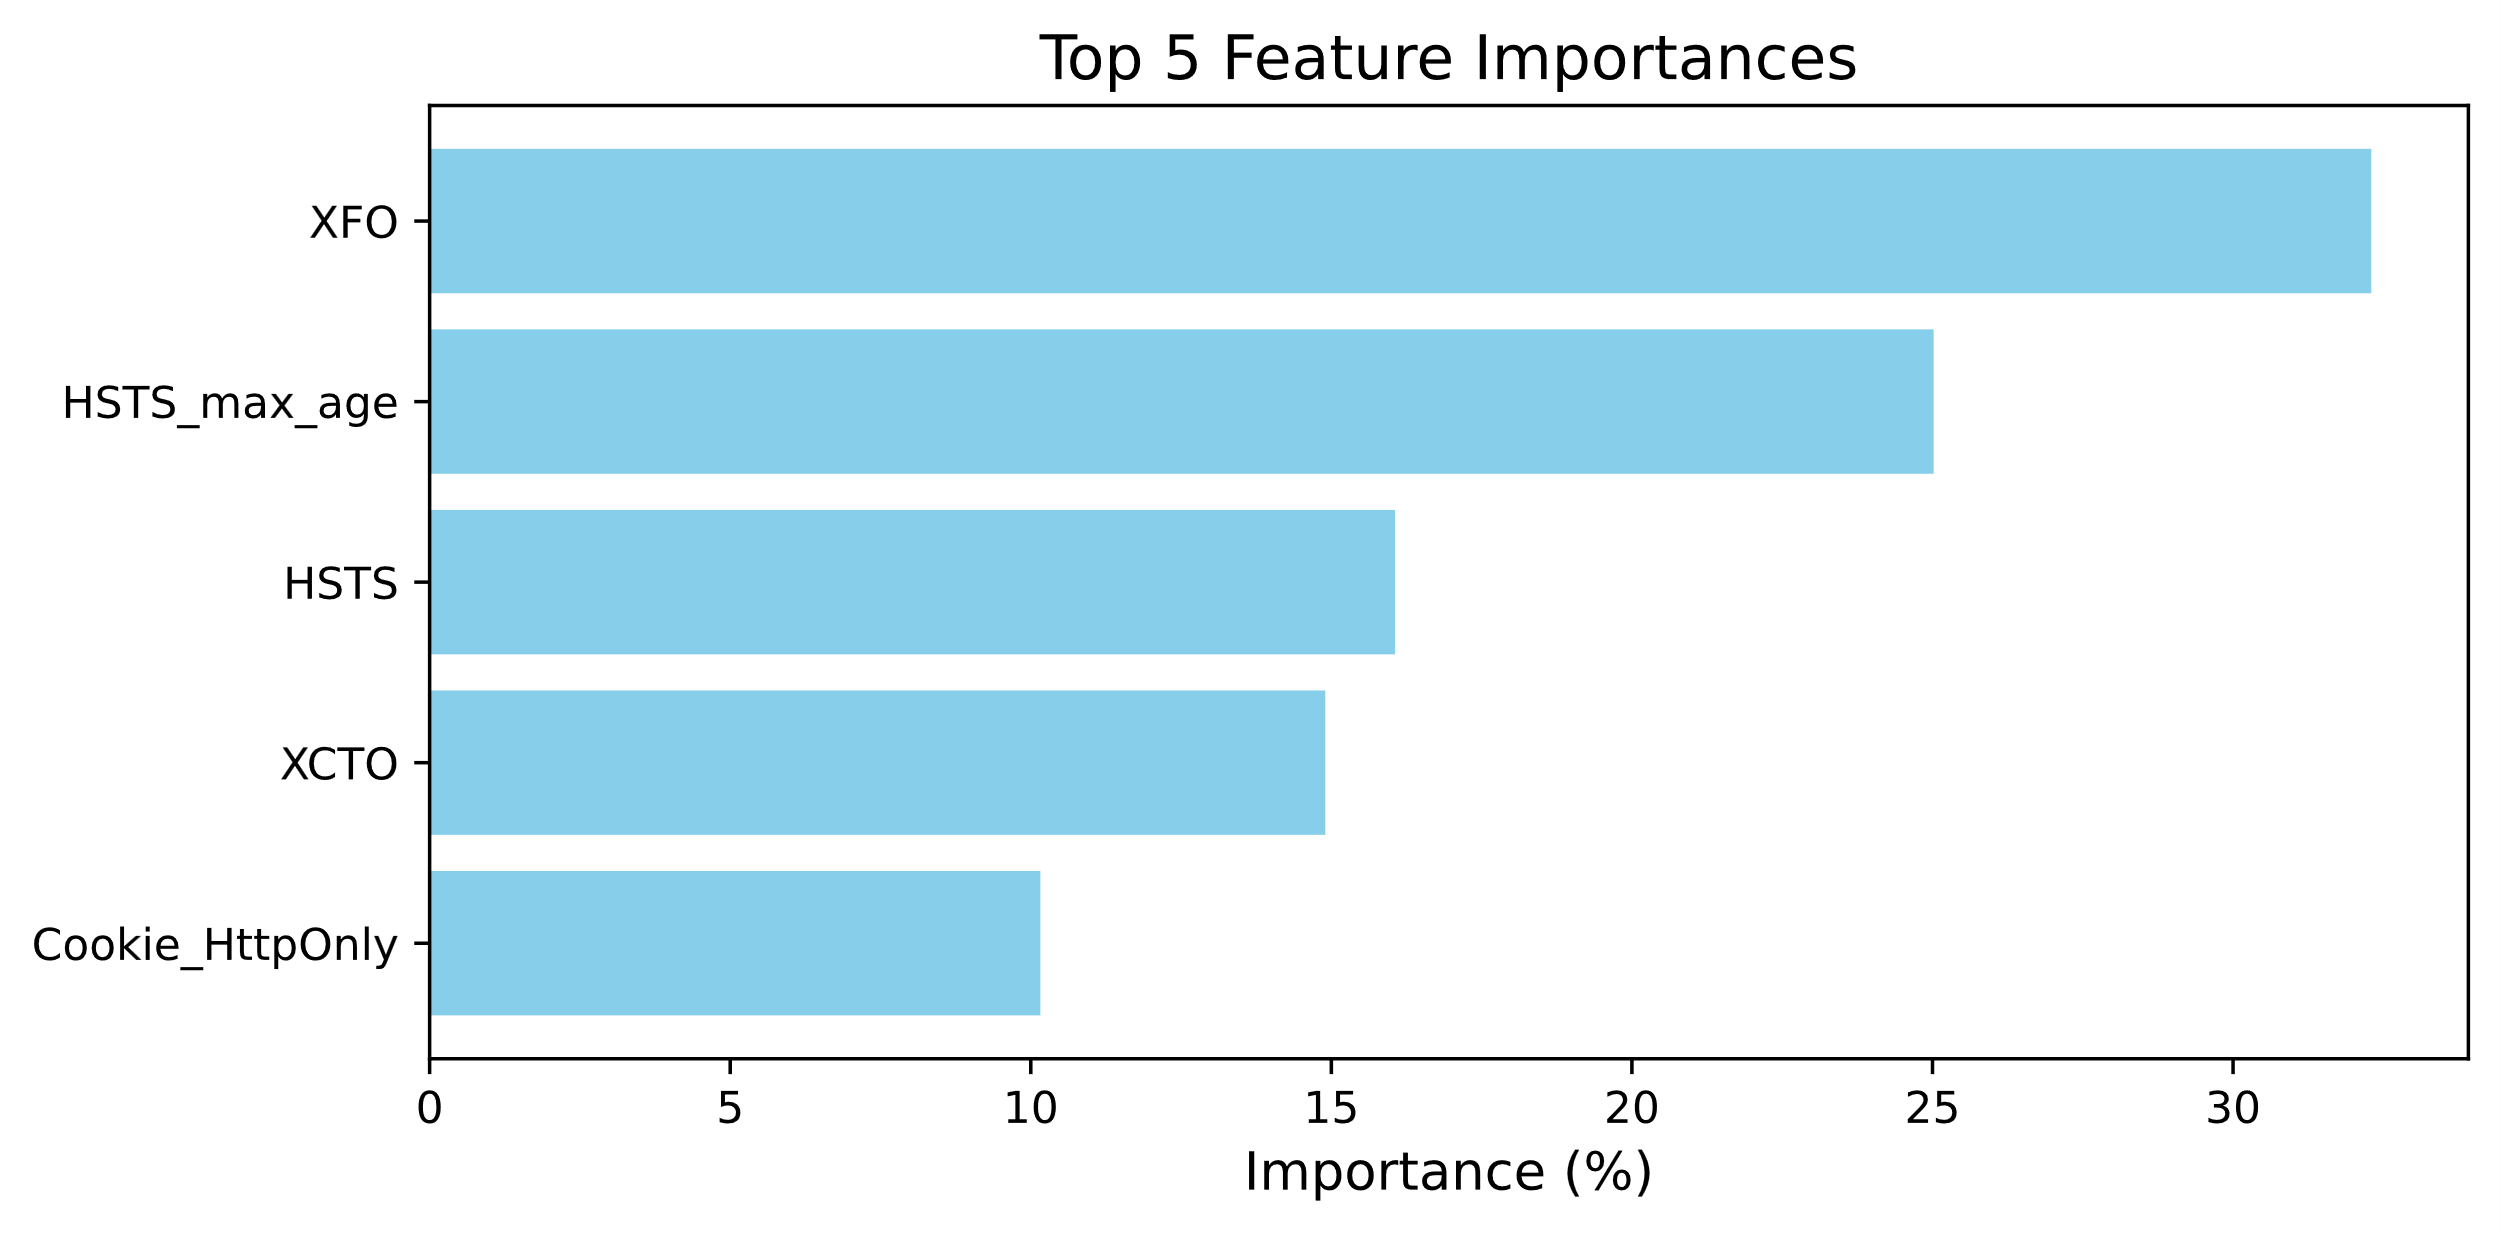 Top 5 Feature Importances
XFO
HSTS_max_age
HSTS
XCTO
Cookie_HttpOnly
0 5 10 15 20 25 30
Importance (%)